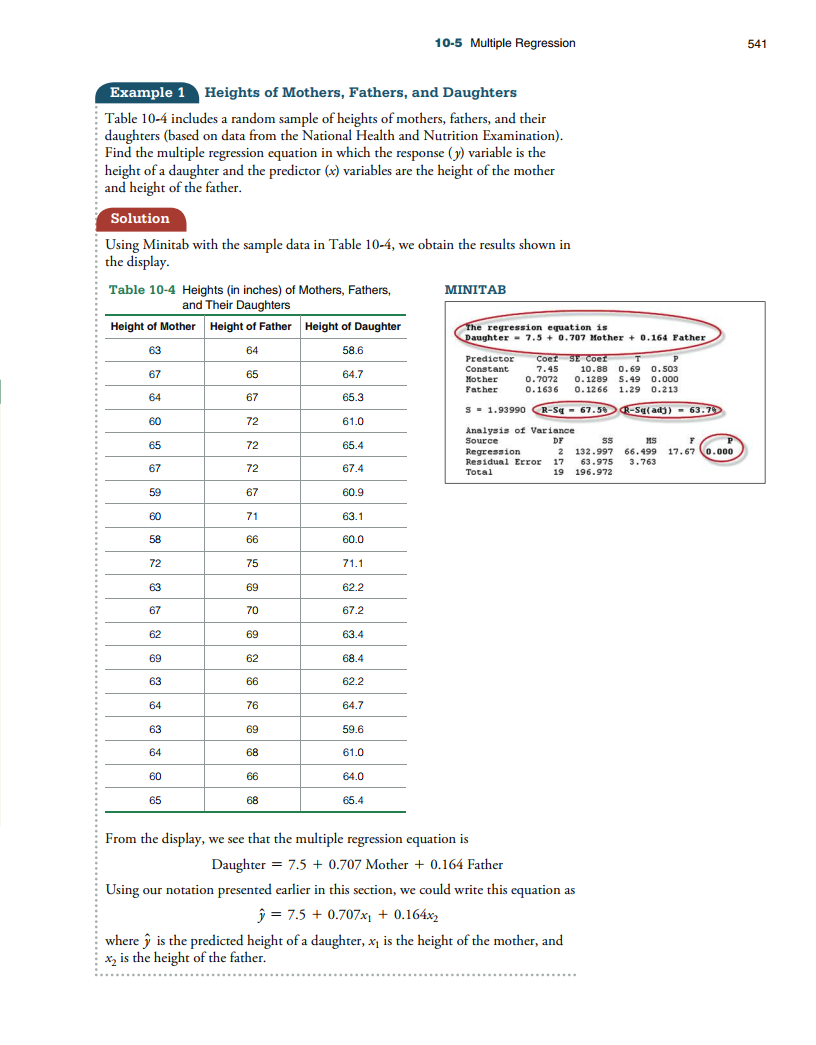 10-5 Multiple Regression 541
Example 1 Heights of Mothers, Fathers, and Daughters
Table 10-4 includes a random sample of heights of mothers, fathers, and their
daughters (based on data from the National Health and Nutrition Examination).
Find the multiple regression equation in which the response (y) variable is the
height of a daughter and the predictor (x) variables are the height of the mother
and height of the father.
Solution
Using Minitab with the sample data in Table 10-4, we obtain the results shown in
the display.
Table 10-4 Heights (in inches) of Mothers, Fathers,
and Their Daughters
Height of Mother Height of Father Height of Daughter
63 64 58.6
67 65 64.7
64 67 65.3
60 72 61.0
65 72 65.4
67 72 67.4
59 67 60.9
60 71 63.1
58 66 60.0
72 75 71.1
63 69 62.2
67 70 67.2
62 69 63.4
69 62 68.4
63 66 62.2
64 76 64.7
63 69 59.6
64 68 61.0
60 66 64.0
65 68 65.4
MINITAB
The regression equation is
Daughter = 7.5 + 0.707 Mother + 0.164 Father
Predictor Coef SE Coef T P
Constant 7.45 10.88 0.69 0.503
Mother 0.7072 0.1289 5.49 0.000
Father 0.1636 0.1266 1.29 0.213
S = 1.93990 R-Sq = 67.5% R-Sq(adj) = 63.7%
Analysis of Variance
Source DF SS MS F P
Regression 2 132.997 66.499 17.67 0.000
Residual Error 17 63.975 3.763
Total 19 196.972
From the display, we see that the multiple regression equation is
Daughter = 7.5 + 0.707 Mother + 0.164 Father
Using our notation presented earlier in this section, we could write this equation as
ŷ = 7.5 + 0.707x₁ + 0.164x₂
where ŷ is the predicted height of a daughter, x₁ is the height of the mother, and
x₂ is the height of the father.